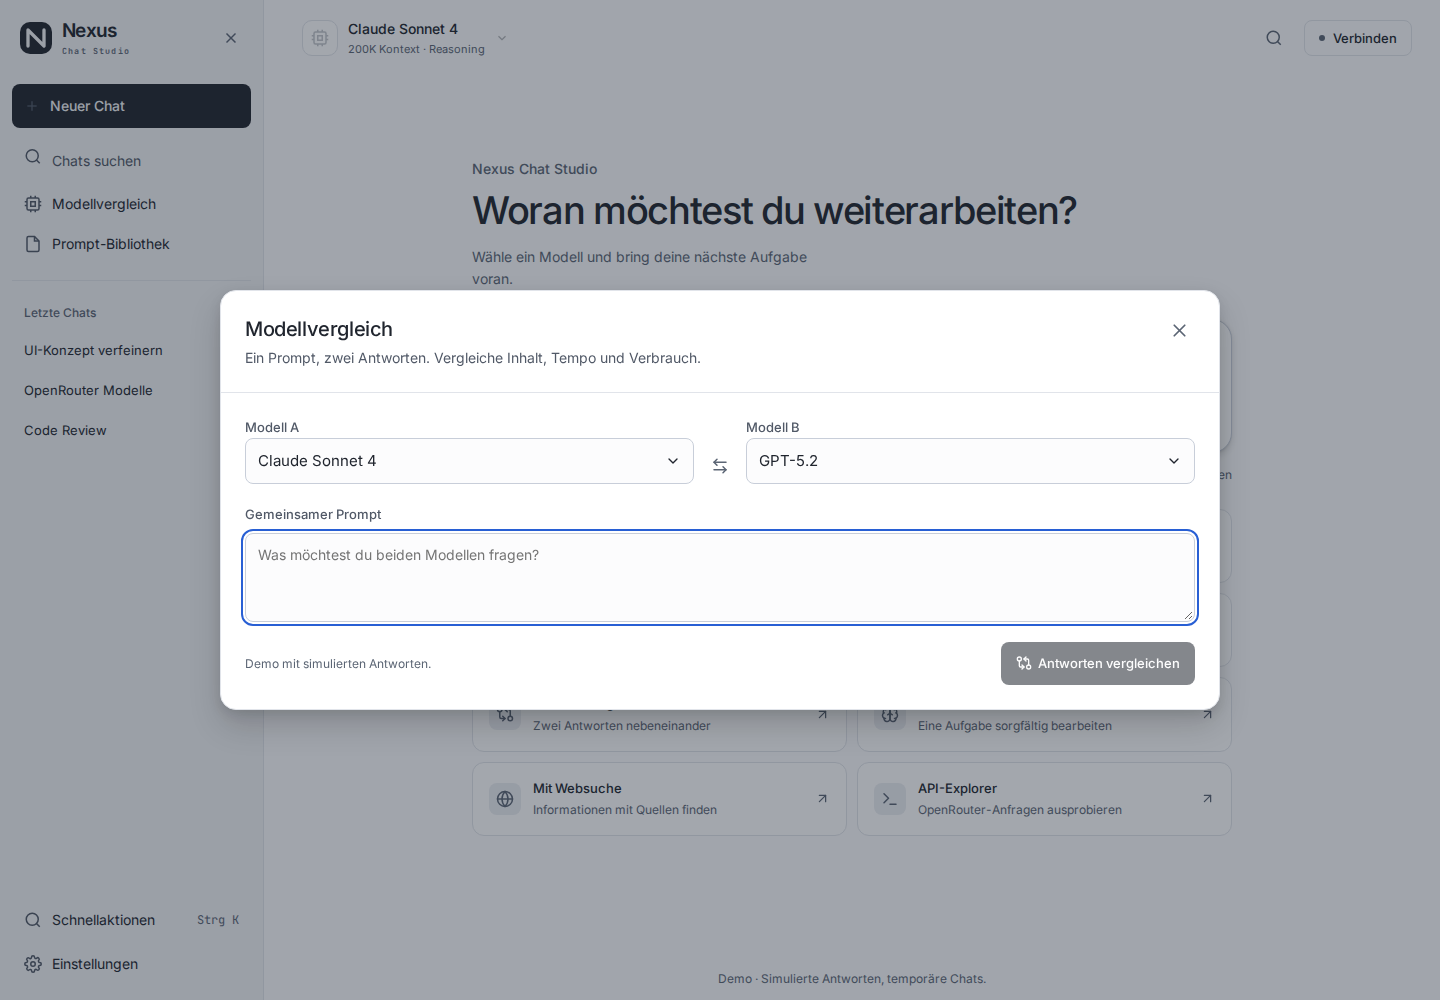 Nexus
Chat Studio
Neuer Chat
Chats suchen
Modellvergleich
Prompt-Bibliothek
Letzte Chats
UI-Konzept verfeinern
OpenRouter Modelle
Code Review
Schnellaktionen
Strg K
Einstellungen
Claude Sonnet 4
200K Kontext · Reasoning
Verbinden
Nexus Chat Studio
Woran möchtest du weiterarbeiten?
Wähle ein Modell und bring deine nächste Aufgabe
voran.
Modellvergleich
Ein Prompt, zwei Antworten. Vergleiche Inhalt, Tempo und Verbrauch.
Modell A
Claude Sonnet 4
Modell B
GPT-5.2
Gemeinsamer Prompt
Was möchtest du beiden Modellen fragen?
Demo mit simulierten Antworten.
Antworten vergleichen
Zwei Antworten nebeneinander
Eine Aufgabe sorgfältig bearbeiten
Mit Websuche
Informationen mit Quellen finden
API-Explorer
OpenRouter-Anfragen ausprobieren
Demo · Simulierte Antworten, temporäre Chats.